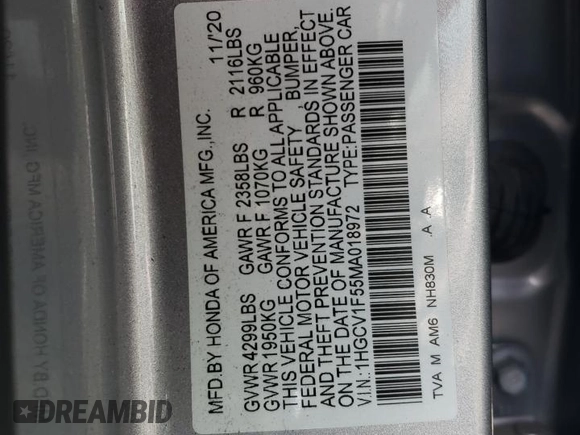 MFD.BY HONDA OF AMERICA MFG.,INC. 11/20
GVWR 4299LBS GAWR F 2358LBS R 2116LBS
GVWR 1950KG GAWR F 1070KG R 960KG
THIS VEHICLE CONFORMS TO ALL APPLICABLE
FEDERAL MOTOR VEHICLE SAFETY , BUMPER,
AND THEFT PREVENTION STANDARDS IN EFFECT
ON THE DATE OF MANUFACTURE SHOWN ABOVE.
V.I.N.: 1HGCV1F55MA018972 TYPE:PASSENGER CAR
TVA M AM6 NH830M A A
DREAMBID